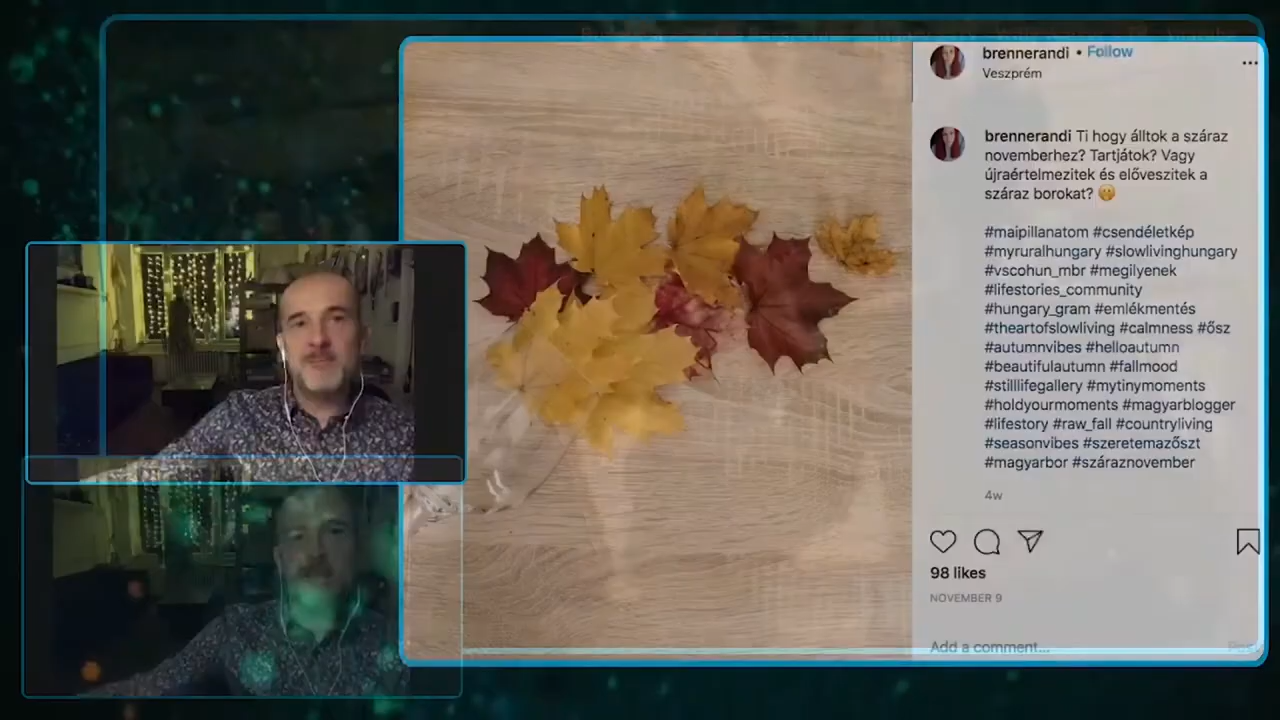 brennerandi • Follow
Veszprém
brennerandi Ti hogy álltok a száraz
novemberhez? Tartjátok? Vagy
újraértelmezitek és előveszitek a
száraz borokat? 🤭
#maipillanatom #csendéletkép
#myruralhungary #slowlivinghungary
#vscohun_mbr #megilyenek
#lifestories_community
#hungary_gram #emlékmentés
#theartofslowliving #calmness #ősz
#autumnvibes #helloautumn
#beautifulautumn #fallmood
#stilllifegallery #mytinymoments
#holdyourmoments #magyarblogger
#lifestory #raw_fall #countryliving
#seasonvibes #szeretemazőszt
#magyarbor #száraznovember
4w
98 likes
NOVEMBER 9
Add a comment... Post